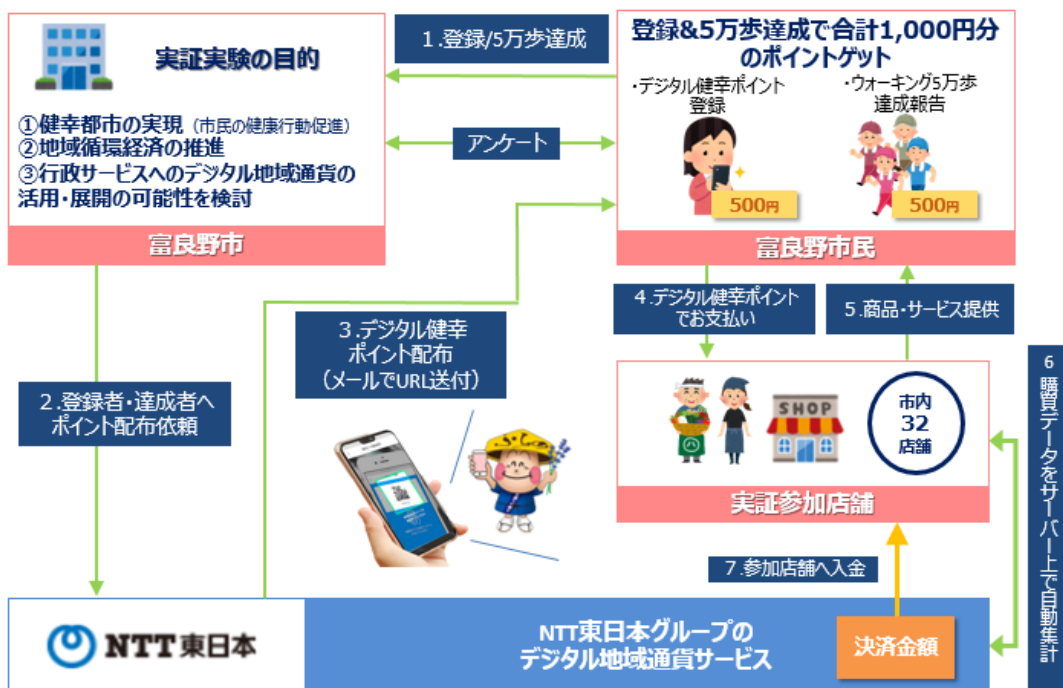 実証実験の目的
①健幸都市の実現（市民の健康行動促進）
②地域循環経済の推進
③行政サービスへのデジタル地域通貨の
活用・展開の可能性を検討
富良野市
1.登録/5万歩達成
アンケート
登録&5万歩達成で合計1,000円分
のポイントゲット
・デジタル健幸ポイント
登録
500円
・ウォーキング5万歩
達成報告
500円
富良野市民
2.登録者・達成者へ
ポイント配布依頼
3.デジタル健幸
ポイント配布
（メールでURL送付）
4.デジタル健幸ポイント
でお支払い
5.商品・サービス提供
SHOP
市内
32
店舗
実証参加店舗
6 購買データをサーバー上で自動集計
7.参加店舗へ入金
NTT東日本
NTT東日本グループの
デジタル地域通貨サービス
決済金額